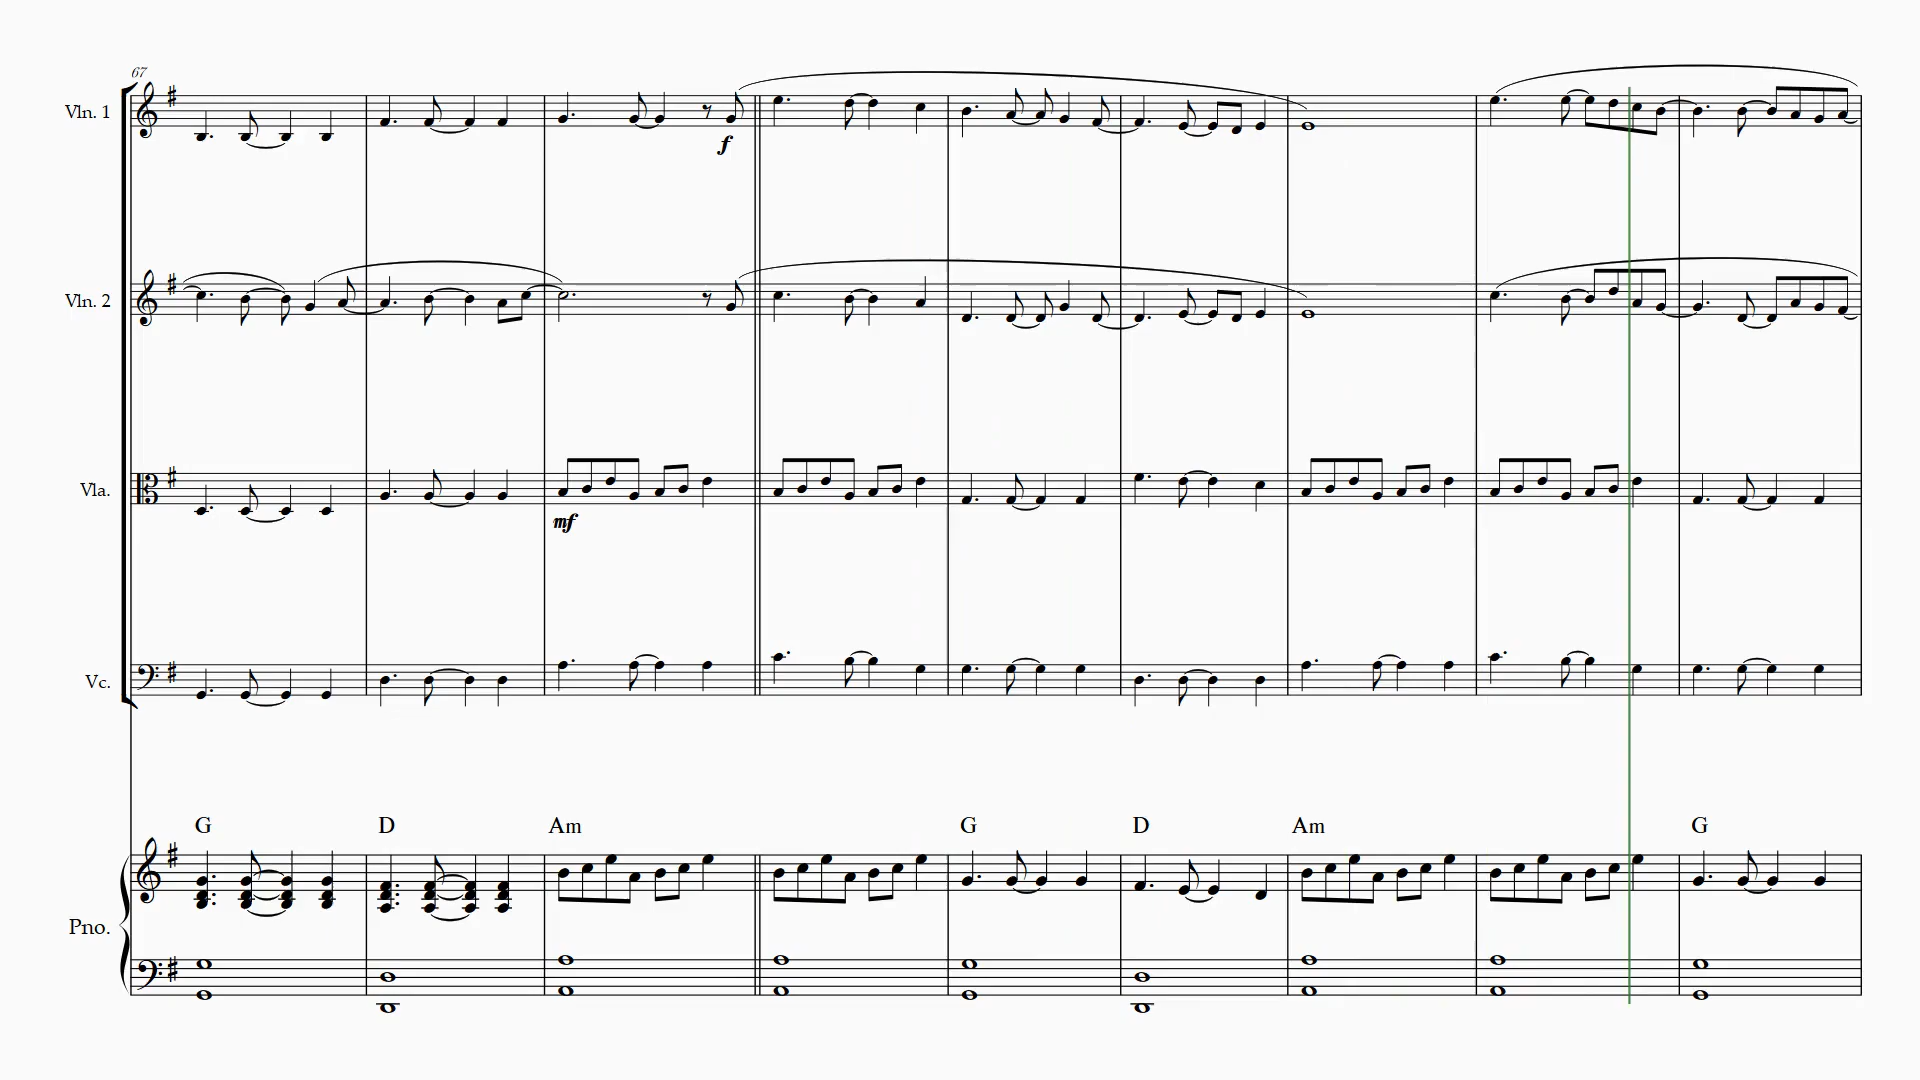 67
Vln. 1
f
Vln. 2
Vla.
mf
Vc.
G D Am G D Am G
Pno.